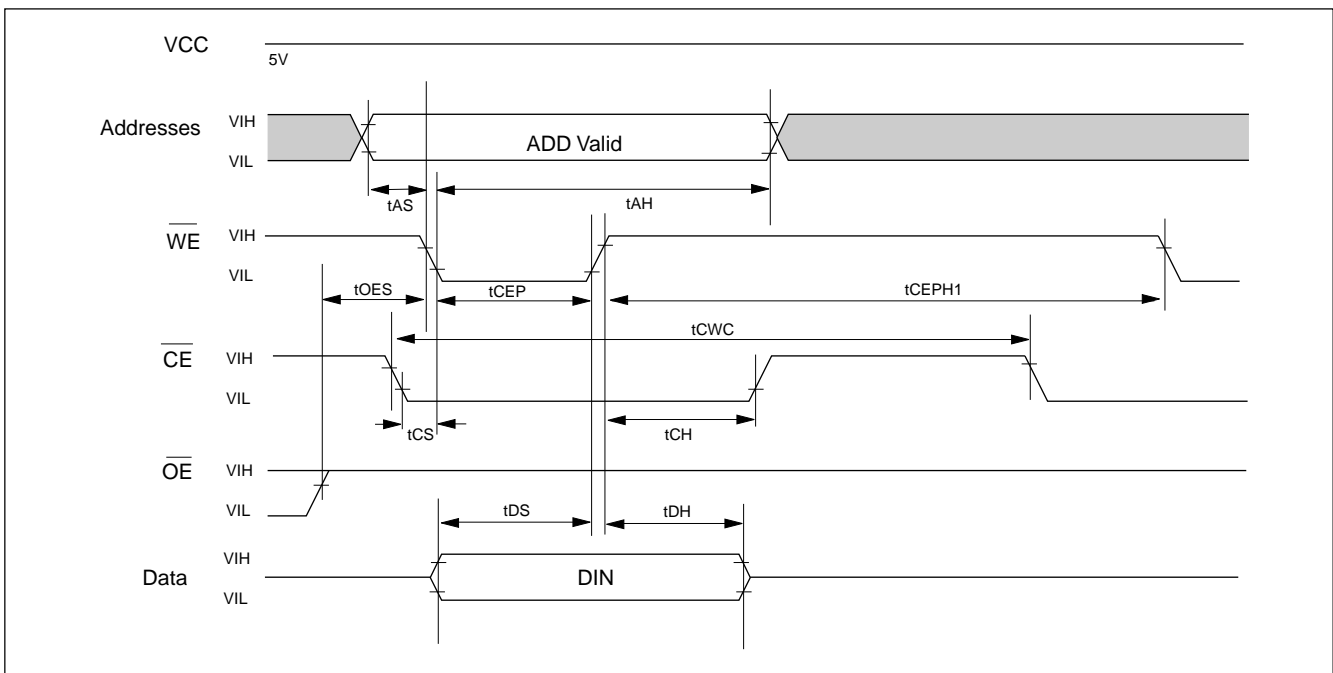 VCC
5V
Addresses
VIH
VIL
ADD Valid
tAS
tAH
WE
VIH
VIL
tOES
tCEP
tCEPH1
tCWC
CE
VIH
VIL
tCS
tCH
OE
VIH
VIL
tDS
tDH
Data
VIH
VIL
DIN